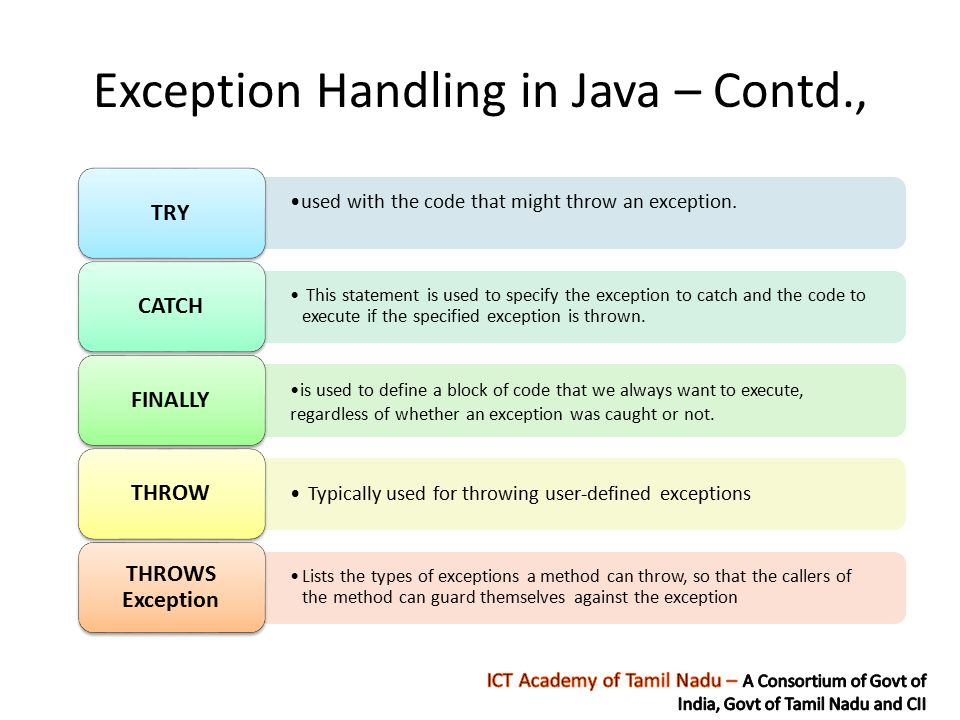 Exception Handling in Java – Contd.,
TRY
•used with the code that might throw an exception.
CATCH
• This statement is used to specify the exception to catch and the code to
execute if the specified exception is thrown.
FINALLY
•is used to define a block of code that we always want to execute,
regardless of whether an exception was caught or not.
THROW
• Typically used for throwing user-defined exceptions
THROWS
Exception
•Lists the types of exceptions a method can throw, so that the callers of
the method can guard themselves against the exception
ICT Academy of Tamil Nadu – A Consortium of Govt of
India, Govt of Tamil Nadu and CII